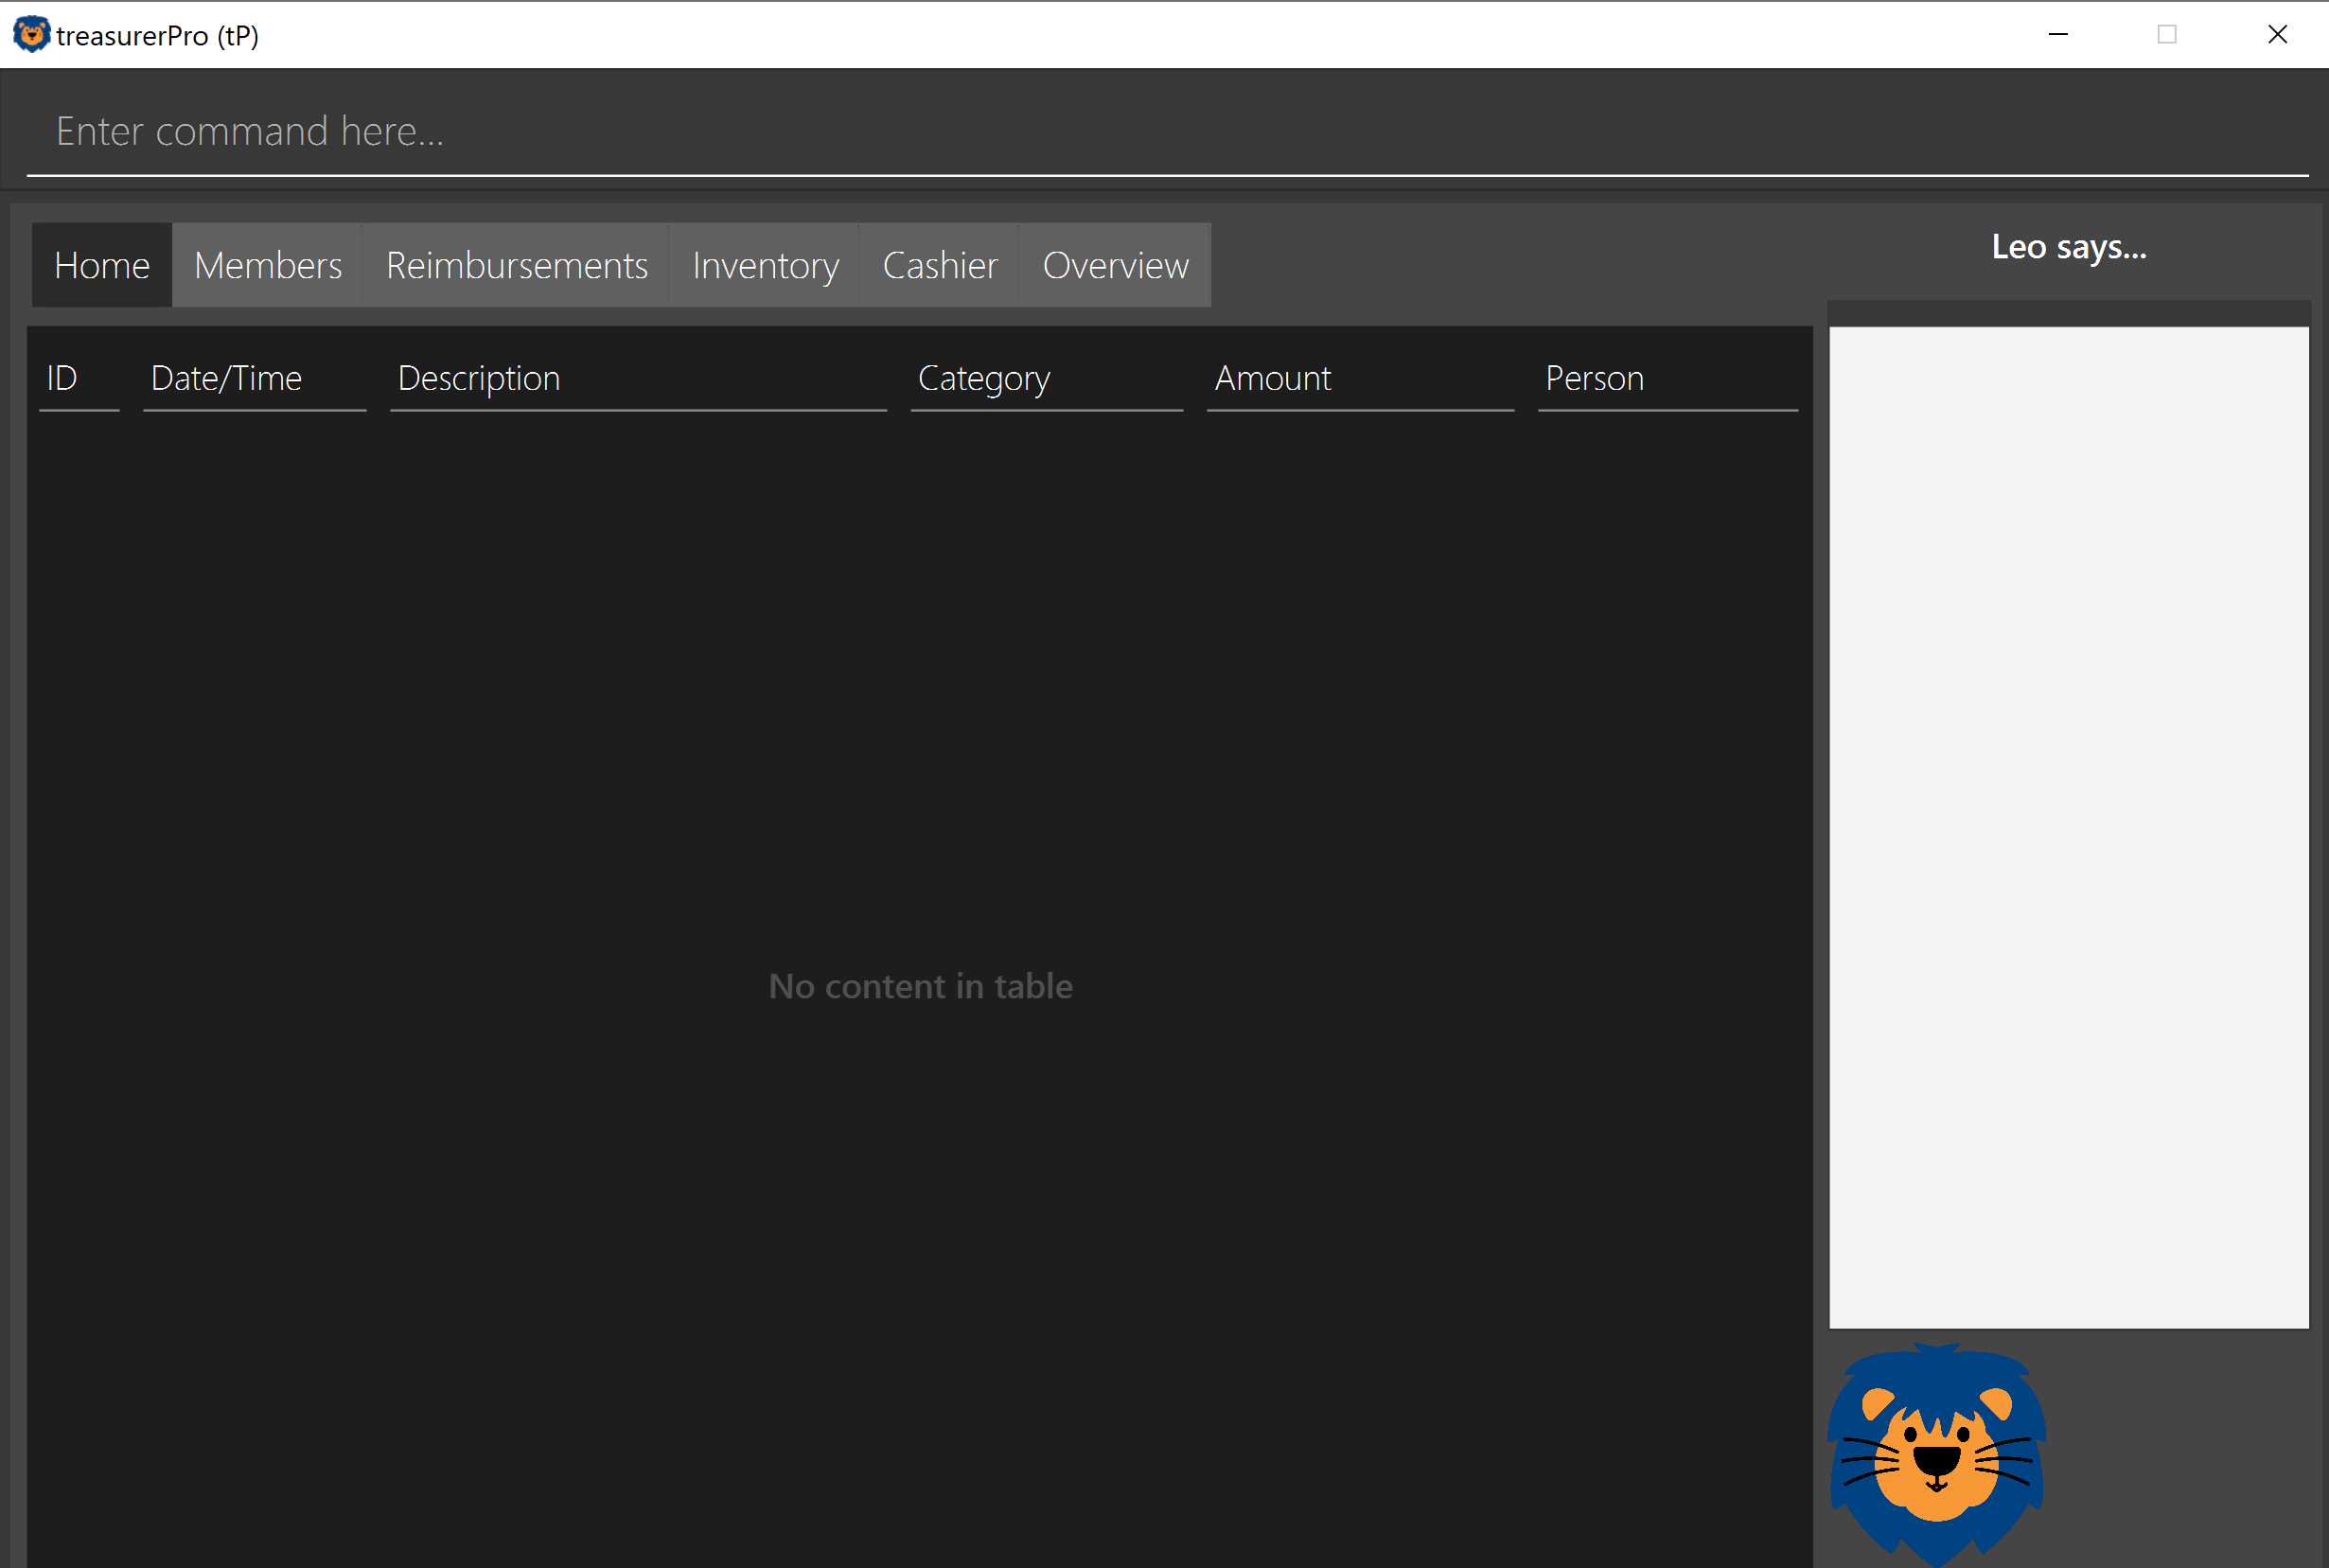 treasurerPro (tP)
Enter command here...
Home Members Reimbursements Inventory Cashier Overview
Leo says...
ID Date/Time Description Category Amount Person
No content in table